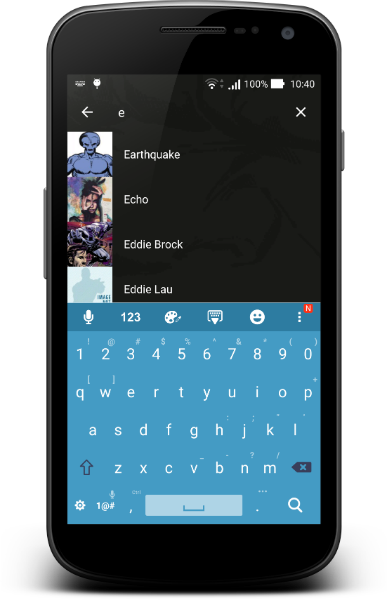 100% 10:40
e
Earthquake
Echo
Eddie Brock
Eddie Lau
123 N
! @ # $ % ^ & * ( )
1 2 3 4 5 6 7 8 9 0
[ ] +
q w e r t y u i o p
: ; " '
a s d f g h j k l
_ - " /
z x c v b n m
1@# , .